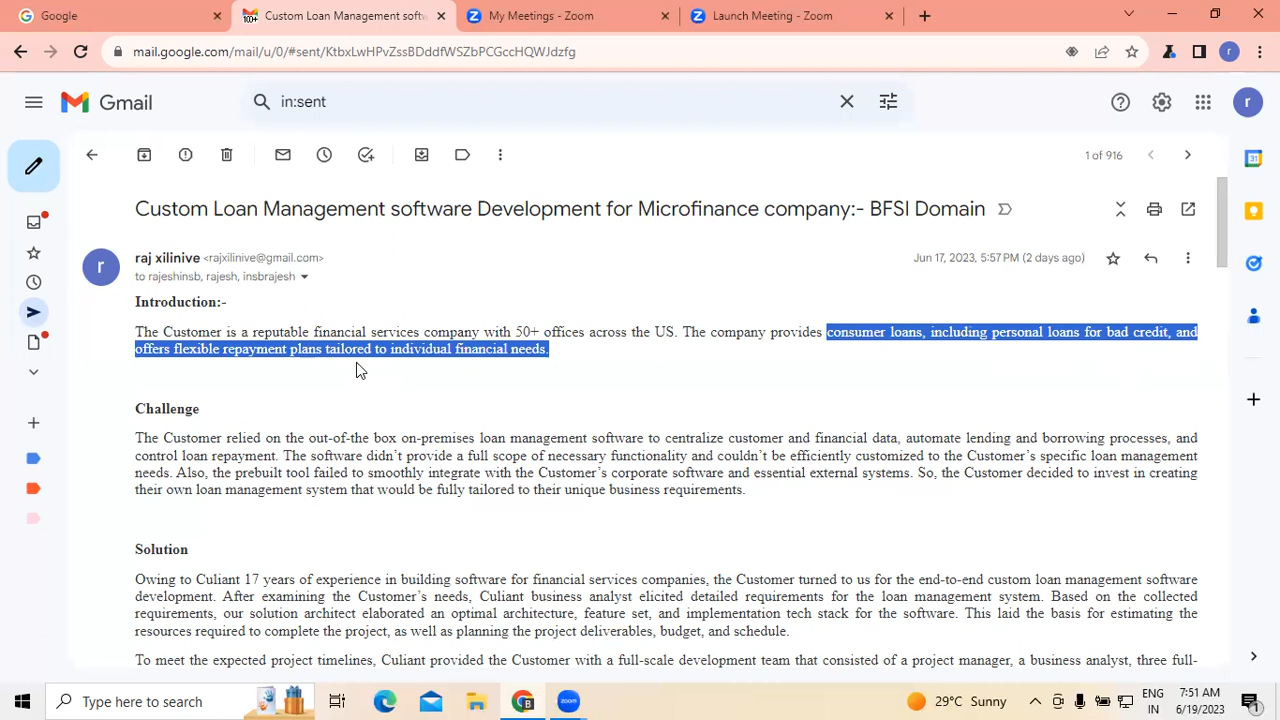 Google
Custom Loan Management softw
My Meetings - Zoom
Launch Meeting - Zoom
mail.google.com/mail/u/0/#sent/KtbxLwHPvZssBDddfWSZbPCGccHQWJdzfg
r
100+
Gmail
in:sent
r
1 of 916
31
Custom Loan Management software Development for Microfinance company:- BFSI Domain
r
raj xilinive <rajxilinive@gmail.com>
Jun 17, 2023, 5:57 PM (2 days ago)
to rajeshinsb, rajesh, insbrajesh
Introduction:-
The Customer is a reputable financial services company with 50+ offices across the US. The company provides consumer loans, including personal loans for bad credit, and
offers flexible repayment plans tailored to individual financial needs.
Challenge
The Customer relied on the out-of-the box on-premises loan management software to centralize customer and financial data, automate lending and borrowing processes, and
control loan repayment. The software didn't provide a full scope of necessary functionality and couldn't be efficiently customized to the Customer's specific loan management
needs. Also, the prebuilt tool failed to smoothly integrate with the Customer's corporate software and essential external systems. So, the Customer decided to invest in creating
their own loan management system that would be fully tailored to their unique business requirements.
Solution
Owing to Culiant 17 years of experience in building software for financial services companies, the Customer turned to us for the end-to-end custom loan management software
development. After examining the Customer's needs, Culiant business analyst elicited detailed requirements for the loan management system. Based on the collected
requirements, our solution architect elaborated an optimal architecture, feature set, and implementation tech stack for the software. This laid the basis for estimating the
resources required to complete the project, as well as planning the project deliverables, budget, and schedule.
To meet the expected project timelines, Culiant provided the Customer with a full-scale development team that consisted of a project manager, a business analyst, three full-
Type here to search
zoom
29°C Sunny
ENG
IN
7:51 AM
6/19/2023
1